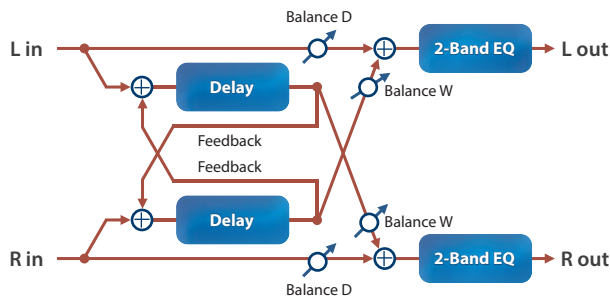 Balance D
L in
2-Band EQ
L out
Delay
Balance W
Feedback
Feedback
Delay
Balance W
R in
2-Band EQ
R out
Balance D